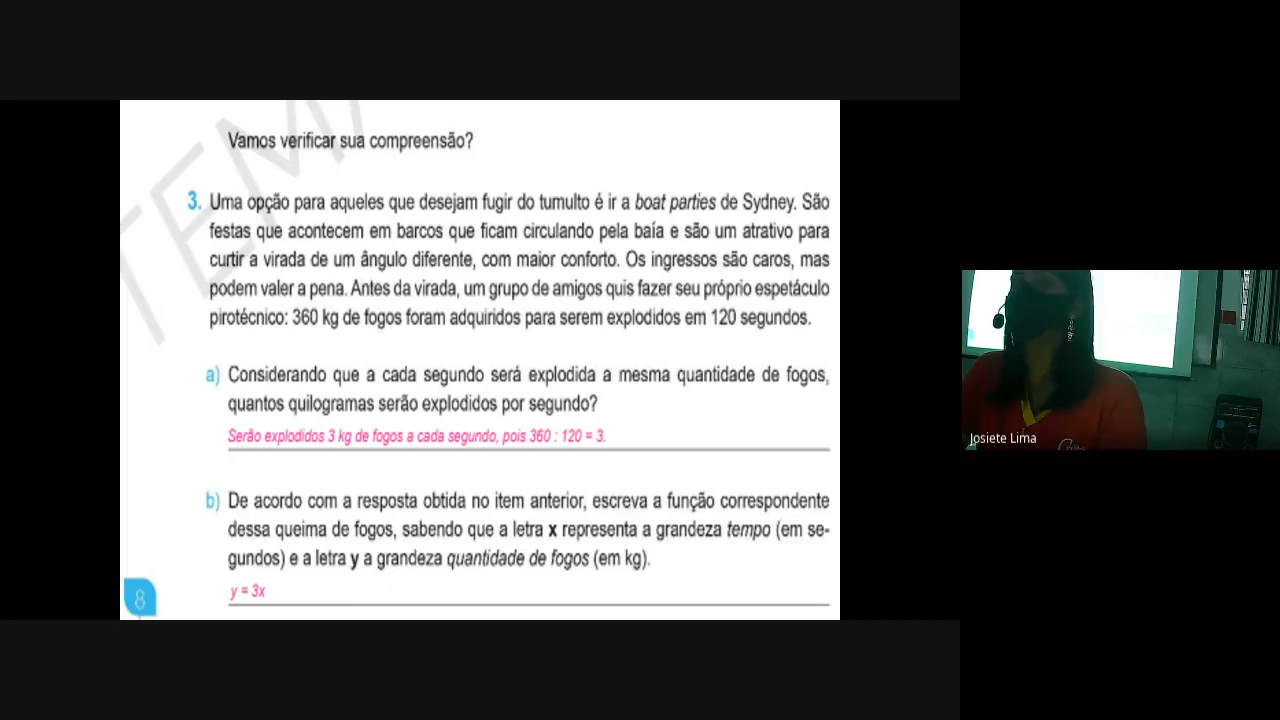 TEMA
Vamos verificar sua compreensão?
3. Uma opção para aqueles que desejam fugir do tumulto é ir a boat parties de Sydney. São
festas que acontecem em barcos que ficam circulando pela baía e são um atrativo para
curtir a virada de um ângulo diferente, com maior conforto. Os ingressos são caros, mas
podem valer a pena. Antes da virada, um grupo de amigos quis fazer seu próprio espetáculo
pirotécnico: 360 kg de fogos foram adquiridos para serem explodidos em 120 segundos.
a) Considerando que a cada segundo será explodida a mesma quantidade de fogos,
quantos quilogramas serão explodidos por segundo?
Serão explodidos 3 kg de fogos a cada segundo, pois 360 : 120 = 3.
b) De acordo com a resposta obtida no item anterior, escreva a função correspondente
dessa queima de fogos, sabendo que a letra x representa a grandeza tempo (em se-
gundos) e a letra y a grandeza quantidade de fogos (em kg).
y = 3x
8
Josiete Lima